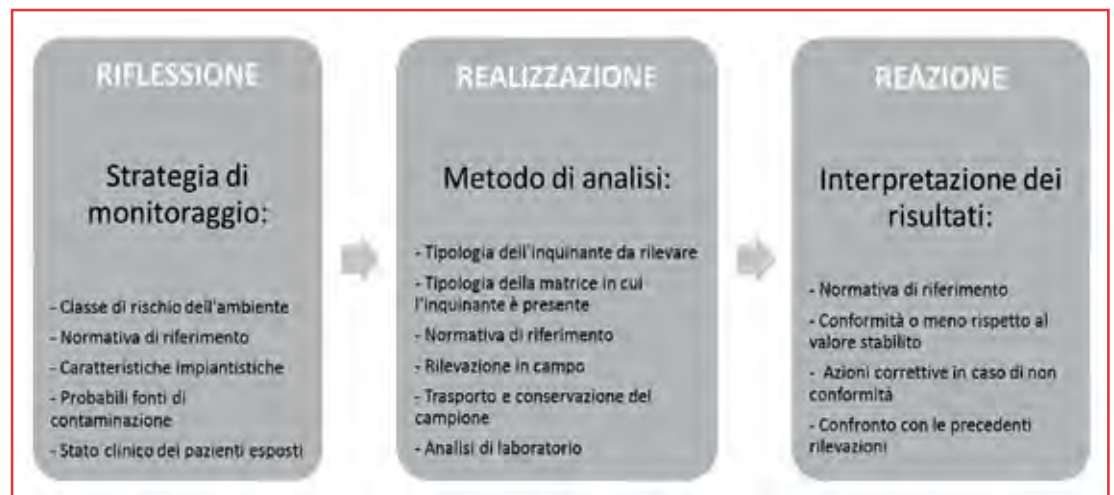 RIFLESSIONE
Strategia di
monitoraggio:
- Classe di rischio dell'ambiente
- Normativa di riferimento
- Caratteristiche impiantistiche
- Probabili fonti di
contaminazione
- Stato clinico dei pazienti esposti
REALIZZAZIONE
Metodo di analisi:
- Tipologia dell'inquinante da rilevare
- Tipologia della matrice in cui
l'inquinante è presente
- Normativa di riferimento
- Rilevazione in campo
- Trasporto e conservazione del
campione
- Analisi di laboratorio
REAZIONE
Interpretazione dei
risultati:
- Normativa di riferimento
- Conformità o meno rispetto al
valore stabilito
- Azioni correttive in caso di non
conformità
- Confronto con le precedenti
rilevazioni